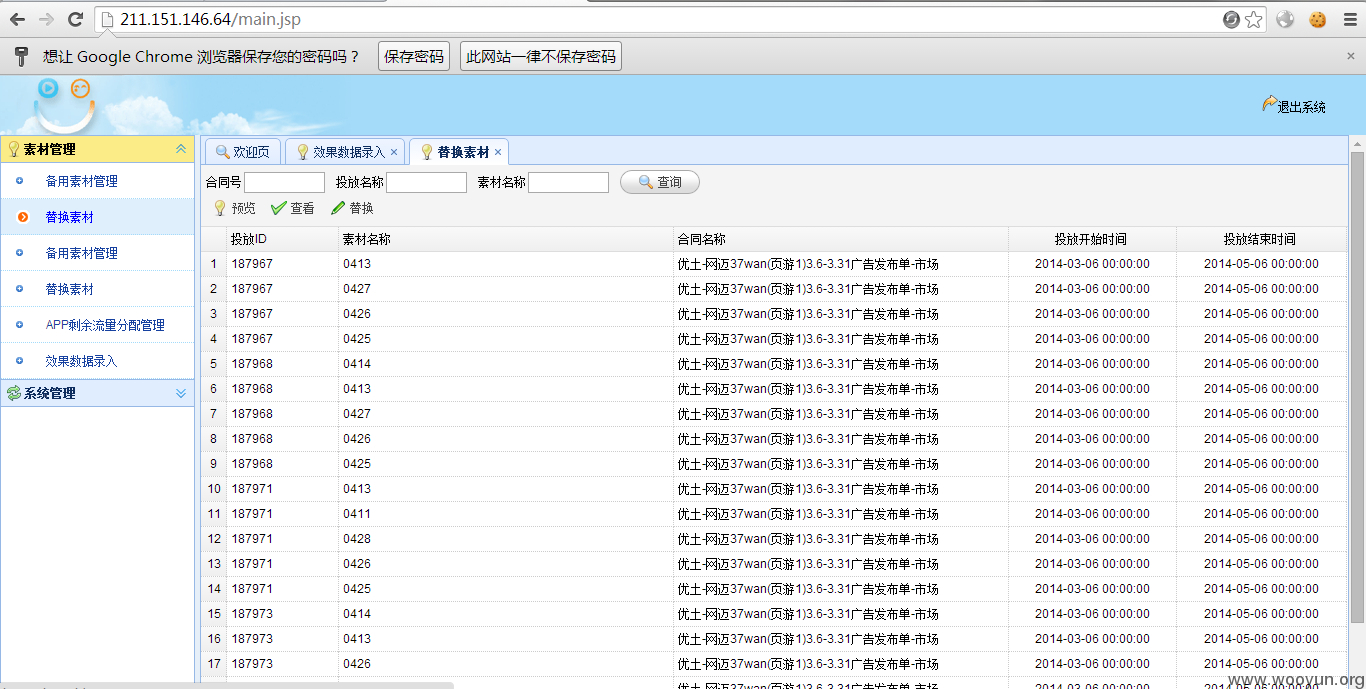 211.151.146.64/main.jsp
想让 Google Chrome 浏览器保存您的密码吗？ 保存密码 此网站一律不保存密码 ×
退出系统
素材管理
备用素材管理
替换素材
备用素材管理
替换素材
APP剩余流量分配管理
效果数据录入
系统管理
欢迎页 效果数据录入 × 替换素材 ×
合同号 投放名称 素材名称 查询
预览 查看 替换
投放ID 素材名称 合同名称 投放开始时间 投放结束时间
1 187967 0413 优土-网迈37wan(页游1)3.6-3.31广告发布单-市场 2014-03-06 00:00:00 2014-05-06 00:00:00
2 187967 0427 优土-网迈37wan(页游1)3.6-3.31广告发布单-市场 2014-03-06 00:00:00 2014-05-06 00:00:00
3 187967 0426 优土-网迈37wan(页游1)3.6-3.31广告发布单-市场 2014-03-06 00:00:00 2014-05-06 00:00:00
4 187967 0425 优土-网迈37wan(页游1)3.6-3.31广告发布单-市场 2014-03-06 00:00:00 2014-05-06 00:00:00
5 187968 0414 优土-网迈37wan(页游1)3.6-3.31广告发布单-市场 2014-03-06 00:00:00 2014-05-06 00:00:00
6 187968 0413 优土-网迈37wan(页游1)3.6-3.31广告发布单-市场 2014-03-06 00:00:00 2014-05-06 00:00:00
7 187968 0427 优土-网迈37wan(页游1)3.6-3.31广告发布单-市场 2014-03-06 00:00:00 2014-05-06 00:00:00
8 187968 0426 优土-网迈37wan(页游1)3.6-3.31广告发布单-市场 2014-03-06 00:00:00 2014-05-06 00:00:00
9 187968 0425 优土-网迈37wan(页游1)3.6-3.31广告发布单-市场 2014-03-06 00:00:00 2014-05-06 00:00:00
10 187971 0413 优土-网迈37wan(页游1)3.6-3.31广告发布单-市场 2014-03-06 00:00:00 2014-05-06 00:00:00
11 187971 0411 优土-网迈37wan(页游1)3.6-3.31广告发布单-市场 2014-03-06 00:00:00 2014-05-06 00:00:00
12 187971 0428 优土-网迈37wan(页游1)3.6-3.31广告发布单-市场 2014-03-06 00:00:00 2014-05-06 00:00:00
13 187971 0426 优土-网迈37wan(页游1)3.6-3.31广告发布单-市场 2014-03-06 00:00:00 2014-05-06 00:00:00
14 187971 0425 优土-网迈37wan(页游1)3.6-3.31广告发布单-市场 2014-03-06 00:00:00 2014-05-06 00:00:00
15 187973 0414 优土-网迈37wan(页游1)3.6-3.31广告发布单-市场 2014-03-06 00:00:00 2014-05-06 00:00:00
16 187973 0413 优土-网迈37wan(页游1)3.6-3.31广告发布单-市场 2014-03-06 00:00:00 2014-05-06 00:00:00
17 187973 0426 优土-网迈37wan(页游1)3.6-3.31广告发布单-市场 2014-03-06 00:00:00 2014-05-06 00:00:00
www.wooyun.org